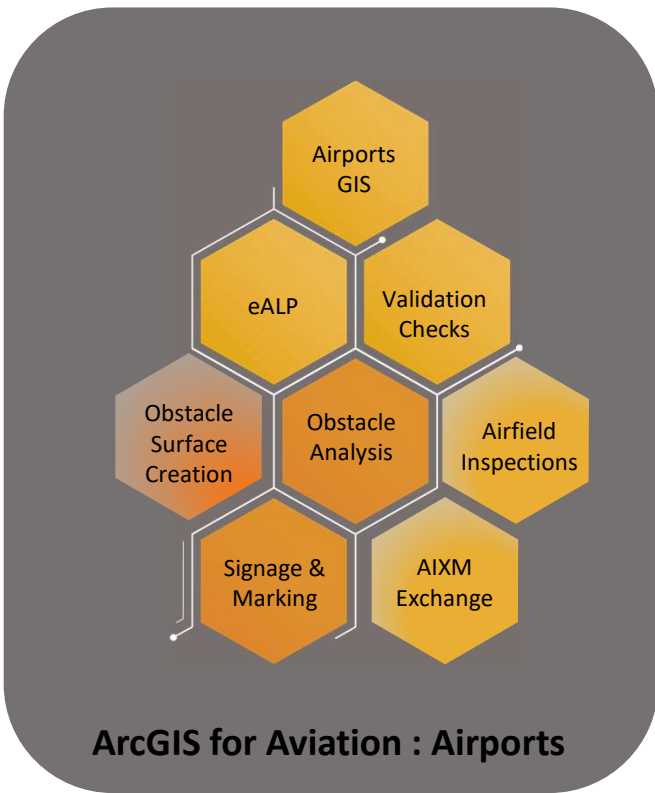 Airports
GIS
eALP
Validation
Checks
Obstacle
Surface
Creation
Obstacle
Analysis
Airfield
Inspections
Signage &
Marking
AIXM
Exchange
ArcGIS for Aviation : Airports